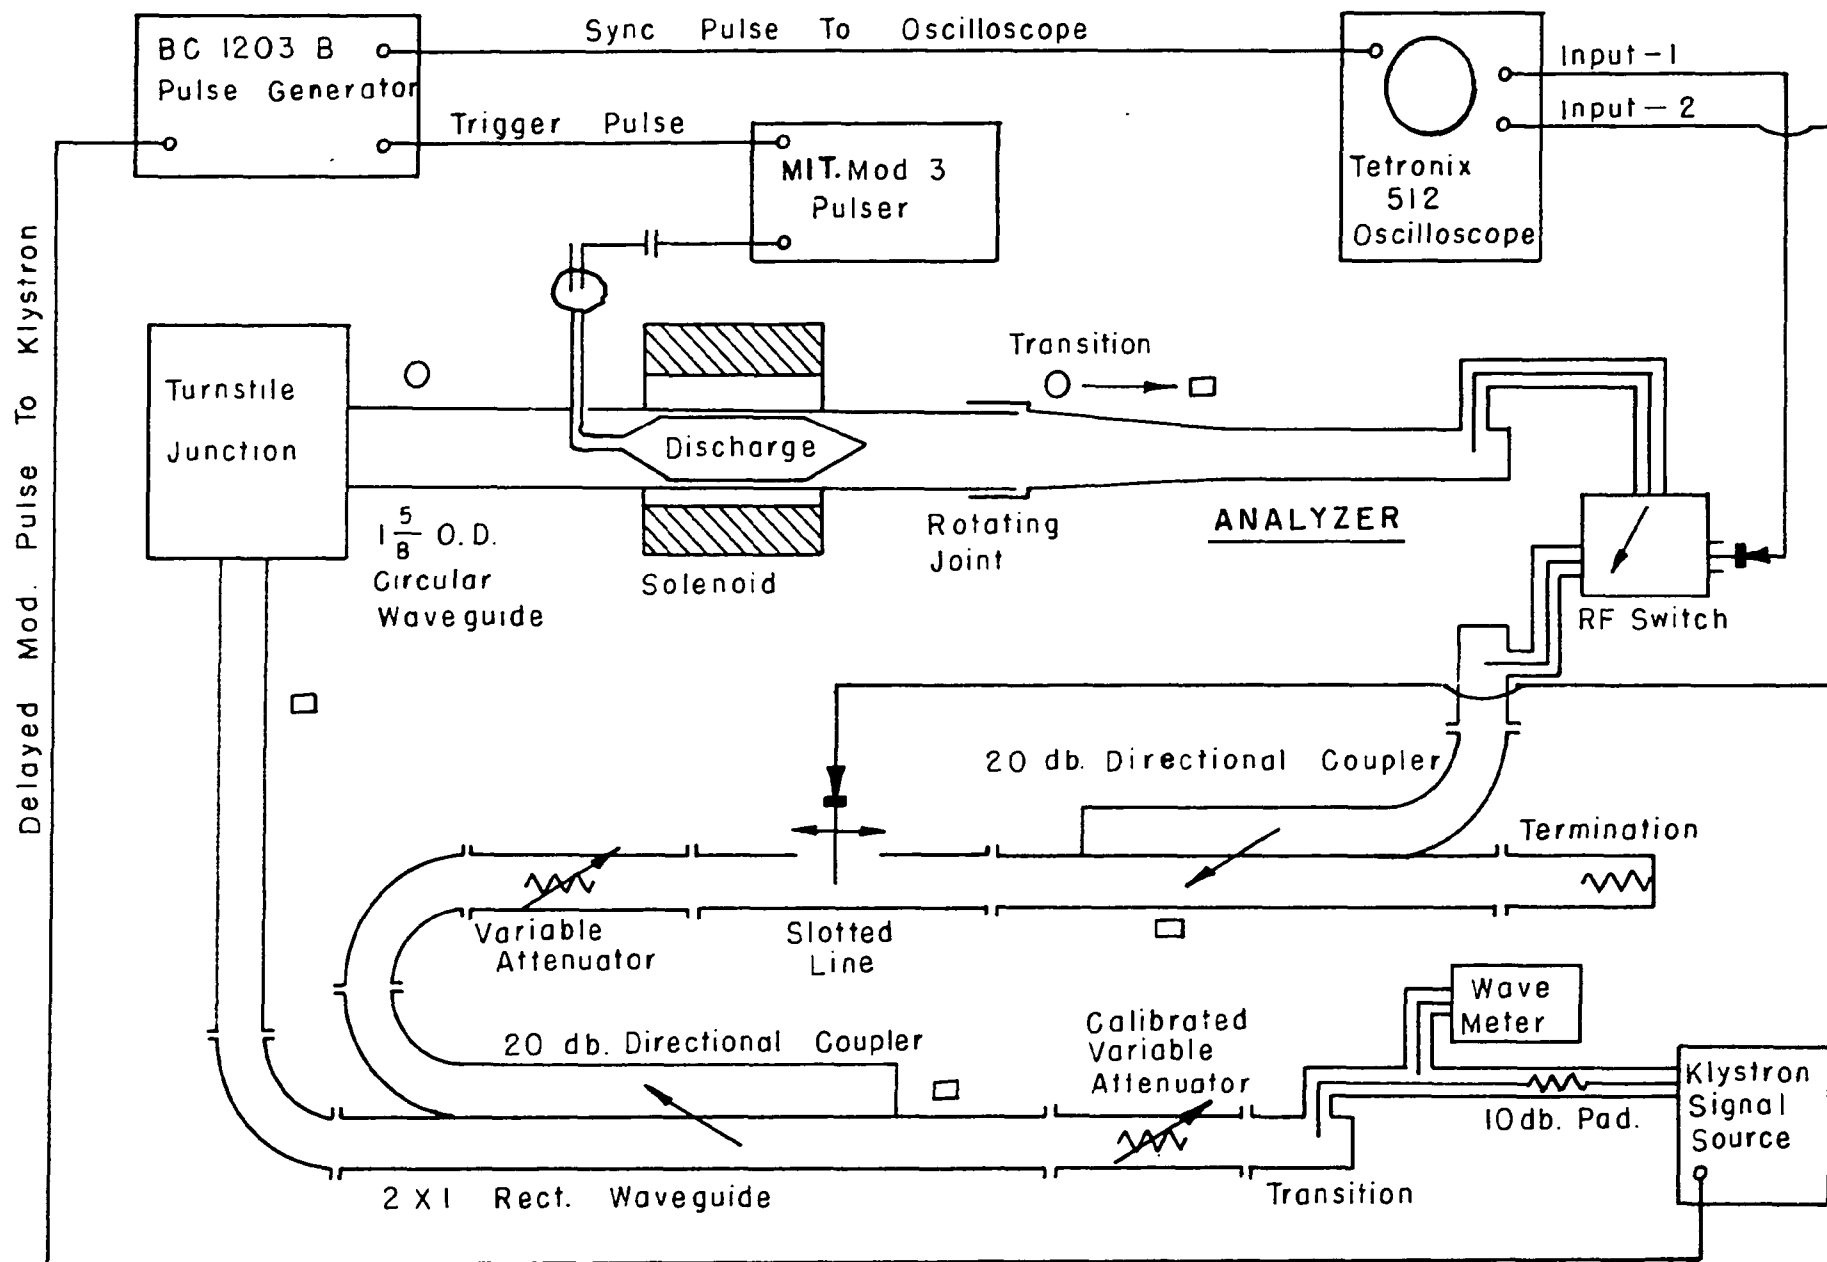 Sync Pulse To Oscilloscope
BC 1203 B
Pulse Generator
Input-1
Input-2
Trigger Pulse
MIT. Mod 3
Pulser
Tetronix
512
Oscilloscope
Delayed Mod. Pulse To Klystron
Turnstile
Junction
Discharge
Transition
1 5/8 O.D.
Circular
Waveguide
Solenoid
Rotating
Joint
ANALYZER
RF Switch
20 db. Directional Coupler
Termination
Variable
Attenuator
Slotted
Line
20 db. Directional Coupler
Calibrated
Variable
Attenuator
Wave
Meter
Klystron
Signal
Source
10 db. Pad.
2 X 1 Rect. Waveguide
Transition